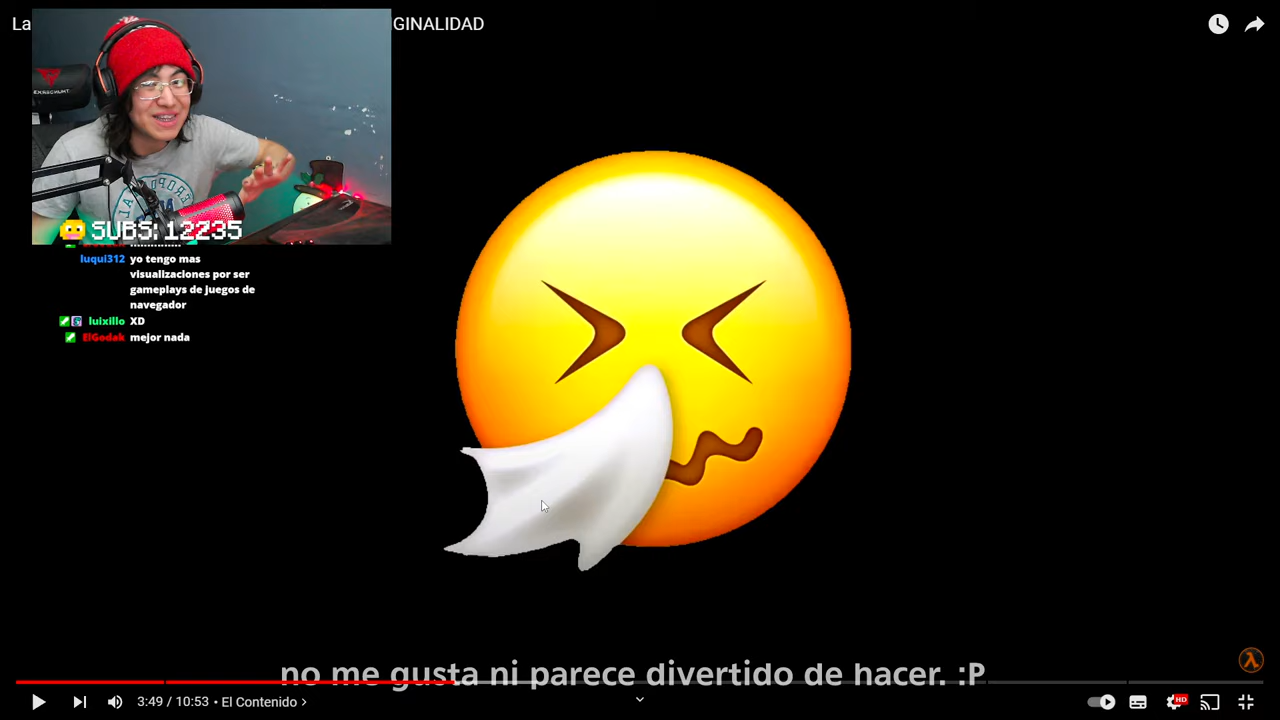 La
GINALIDAD
SUBS: 12235
luqui312 yo tengo mas
visualizaciones por ser
gameplays de juegos de
navegador
luixillo XD
ElGodak mejor nada
no me gusta ni parece divertido de hacer. :P
3:49 / 10:53 • El Contenido >
HD